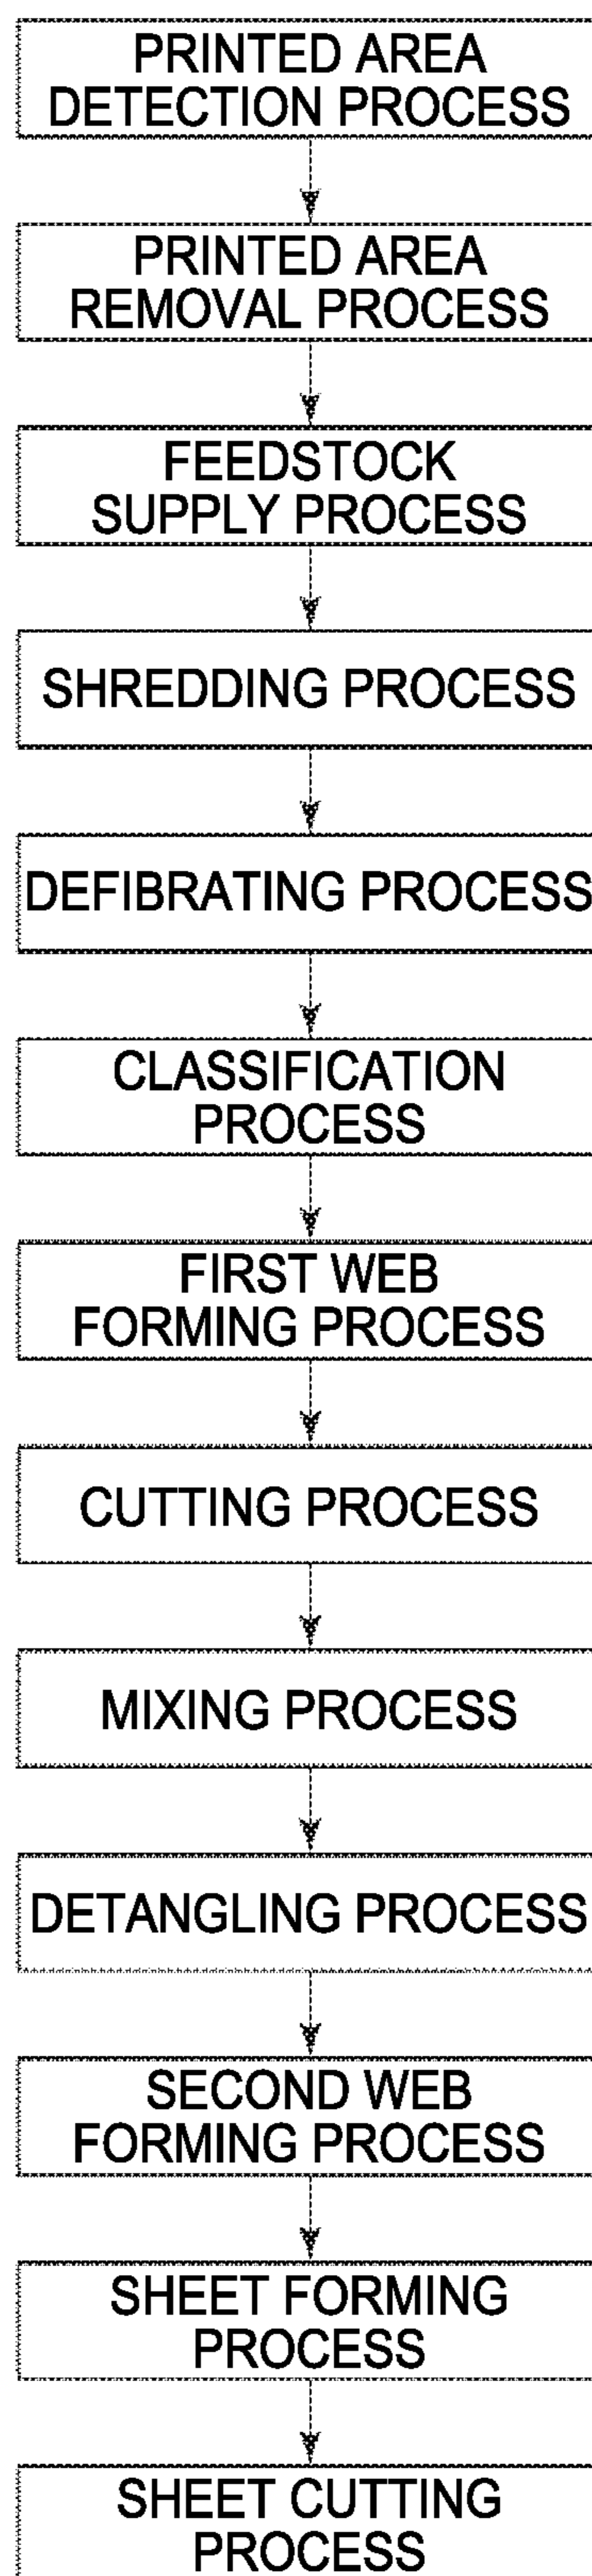 PRINTED AREA
DETECTION PROCESS
PRINTED AREA
REMOVAL PROCESS
FEEDSTOCK
SUPPLY PROCESS
SHREDDING PROCESS
DEFIBRATING PROCESS
CLASSIFICATION
PROCESS
FIRST WEB
FORMING PROCESS
CUTTING PROCESS
MIXING PROCESS
DETANGLING PROCESS
SECOND WEB
FORMING PROCESS
SHEET FORMING
PROCESS
SHEET CUTTING
PROCESS